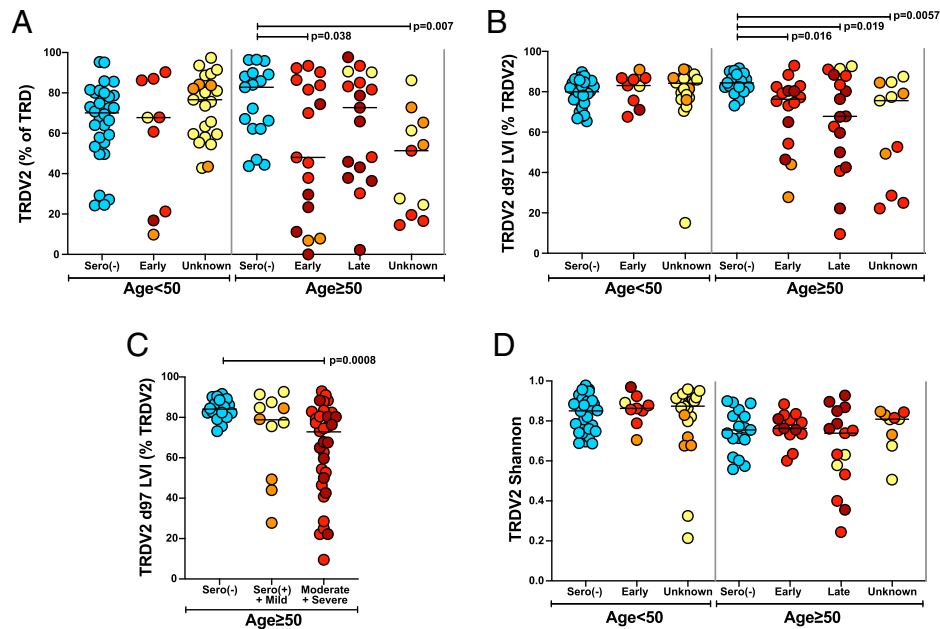 A
p=0.007
p=0.038
TRDV2 (% of TRD)
100
80
60
40
20
0
Sero(-) Early Unknown Sero(-) Early Late Unknown
Age<50 Age≥50
B
p=0.0057
p=0.019
p=0.016
TRDV2 d97 LVI (% TRDV2)
100
80
60
40
20
0
Sero(-) Early Unknown Sero(-) Early Late Unknown
Age<50 Age≥50
C
p=0.0008
TRDV2 d97 LVI (% TRDV2)
100
80
60
40
20
0
Sero(-) Sero(+) Moderate
+ Mild + Severe
Age≥50
D
TRDV2 Shannon
1.0
0.8
0.6
0.4
0.2
0.0
Sero(-) Early Unknown Sero(-) Early Late Unknown
Age<50 Age≥50